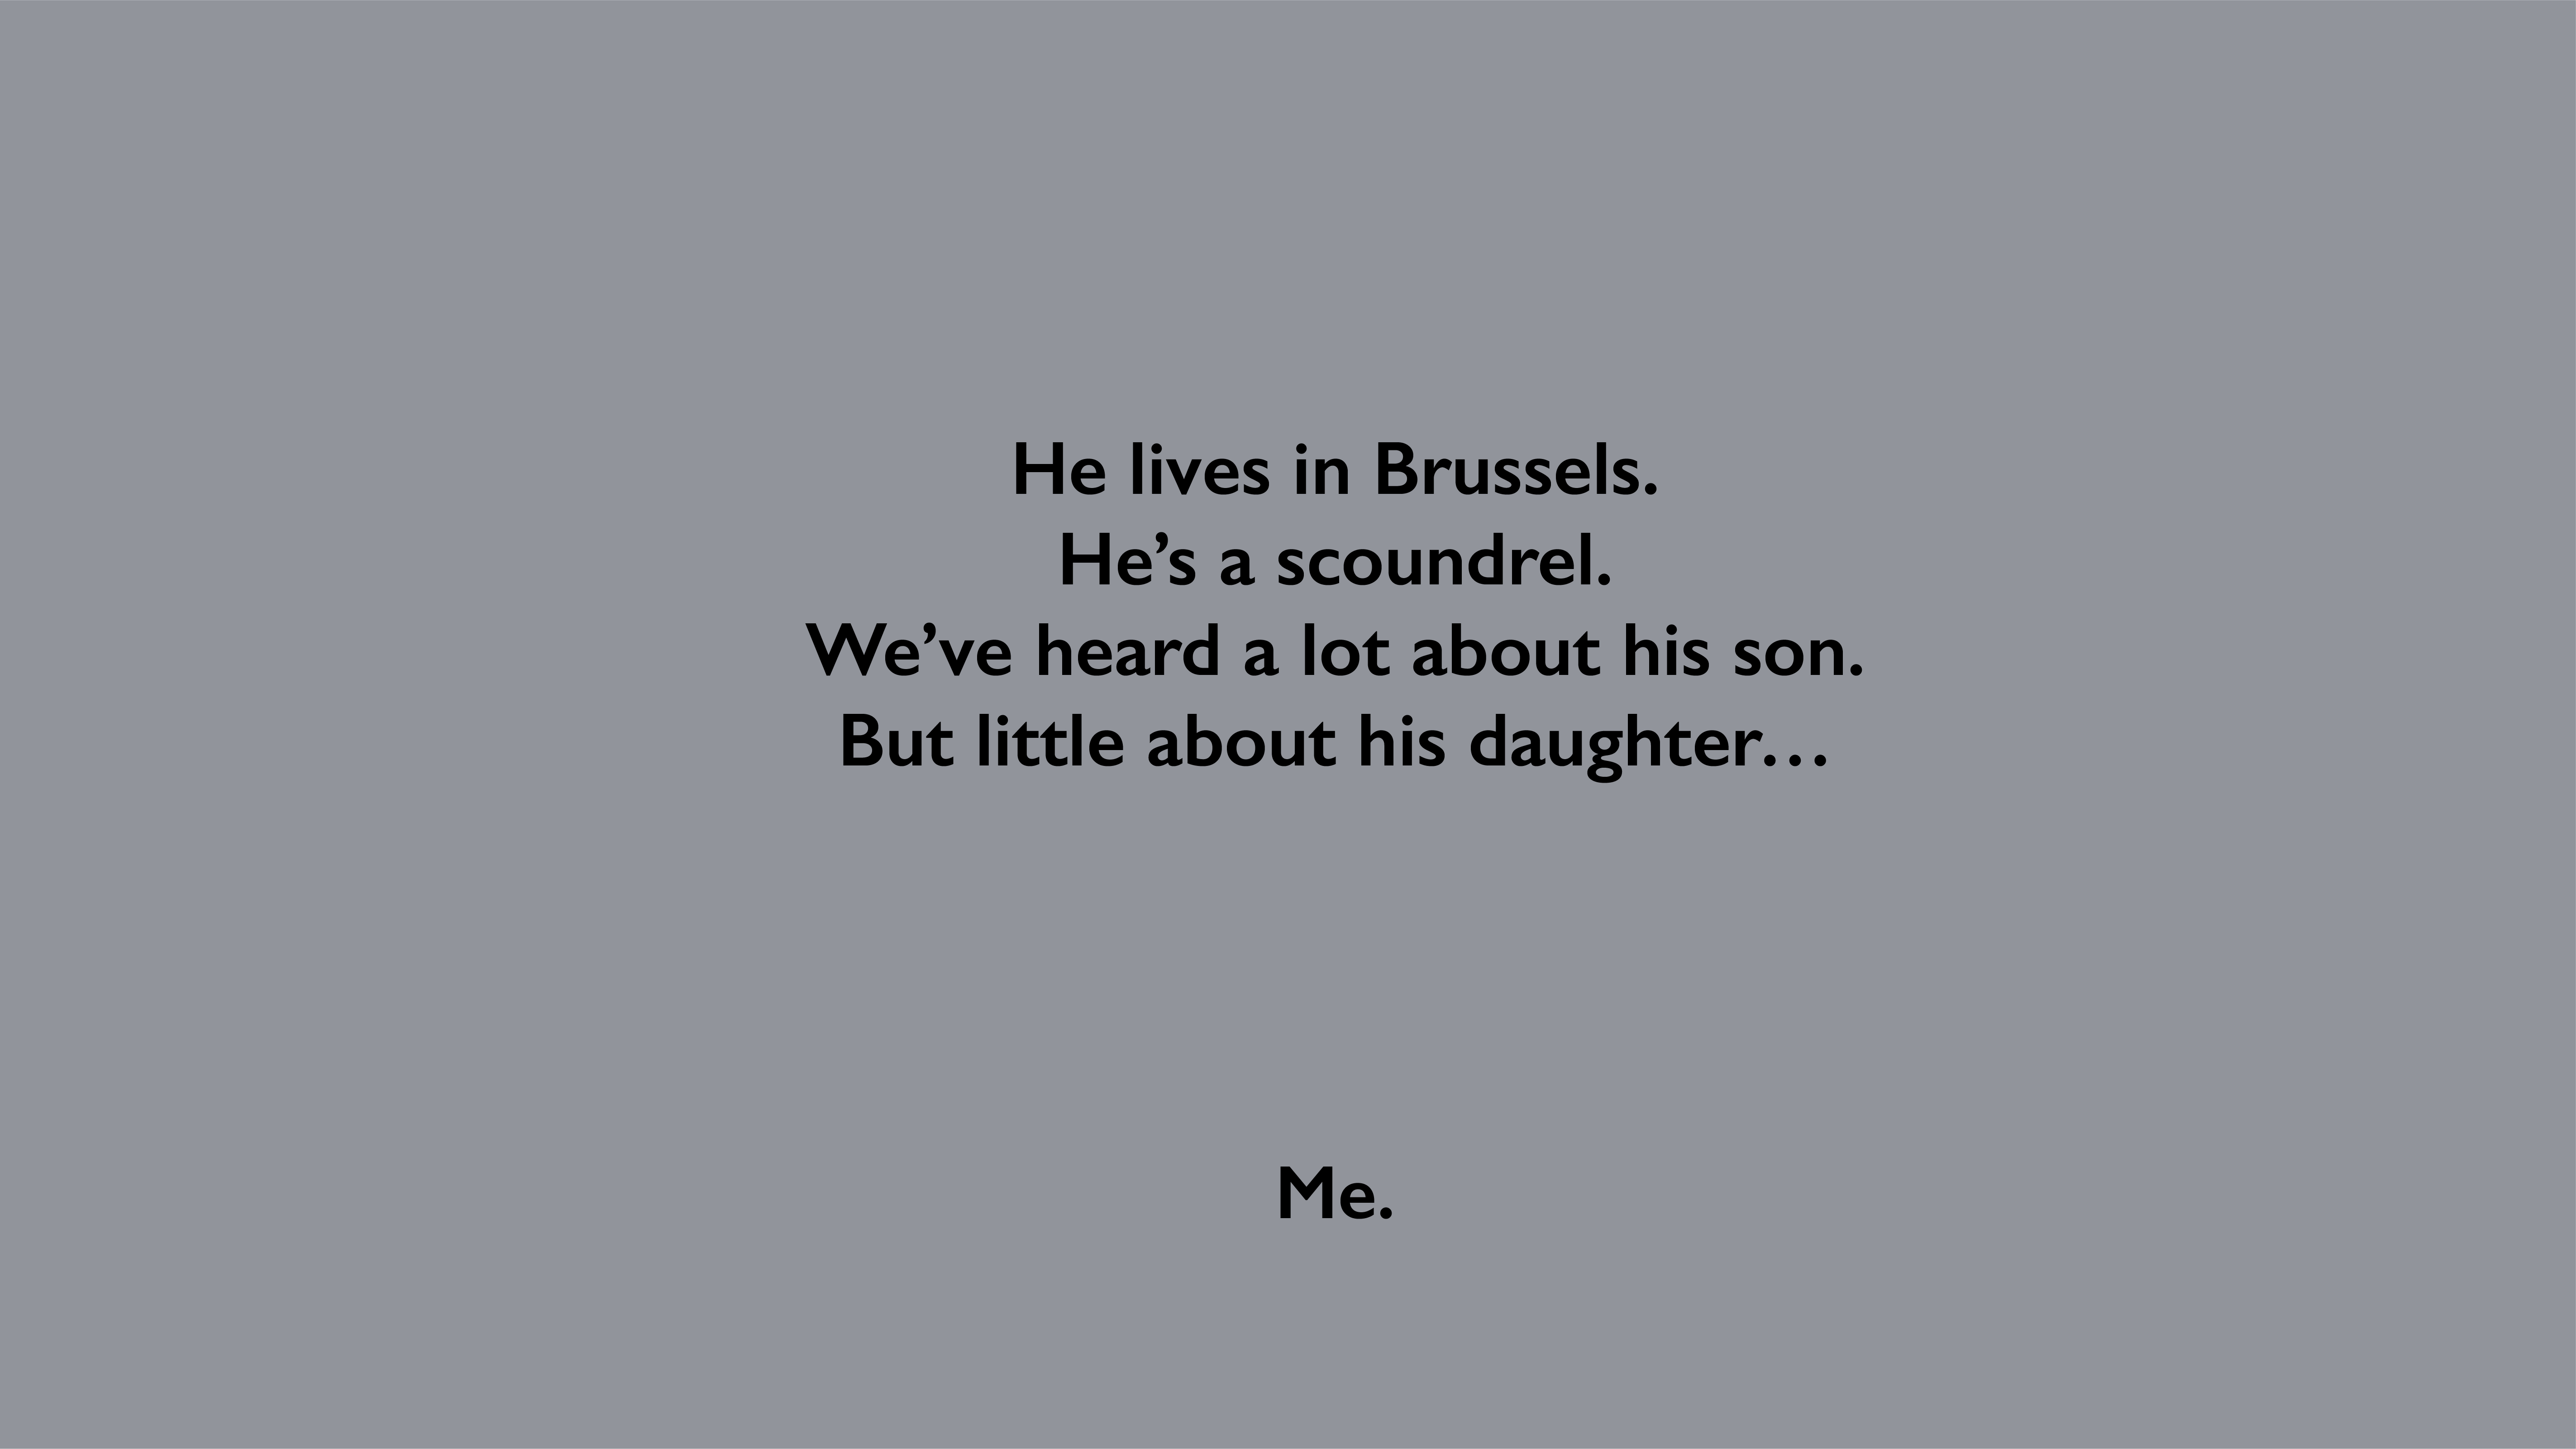 He lives in Brussels.
He’s a scoundrel.
We’ve heard a lot about his son.
But little about his daughter…
Me.